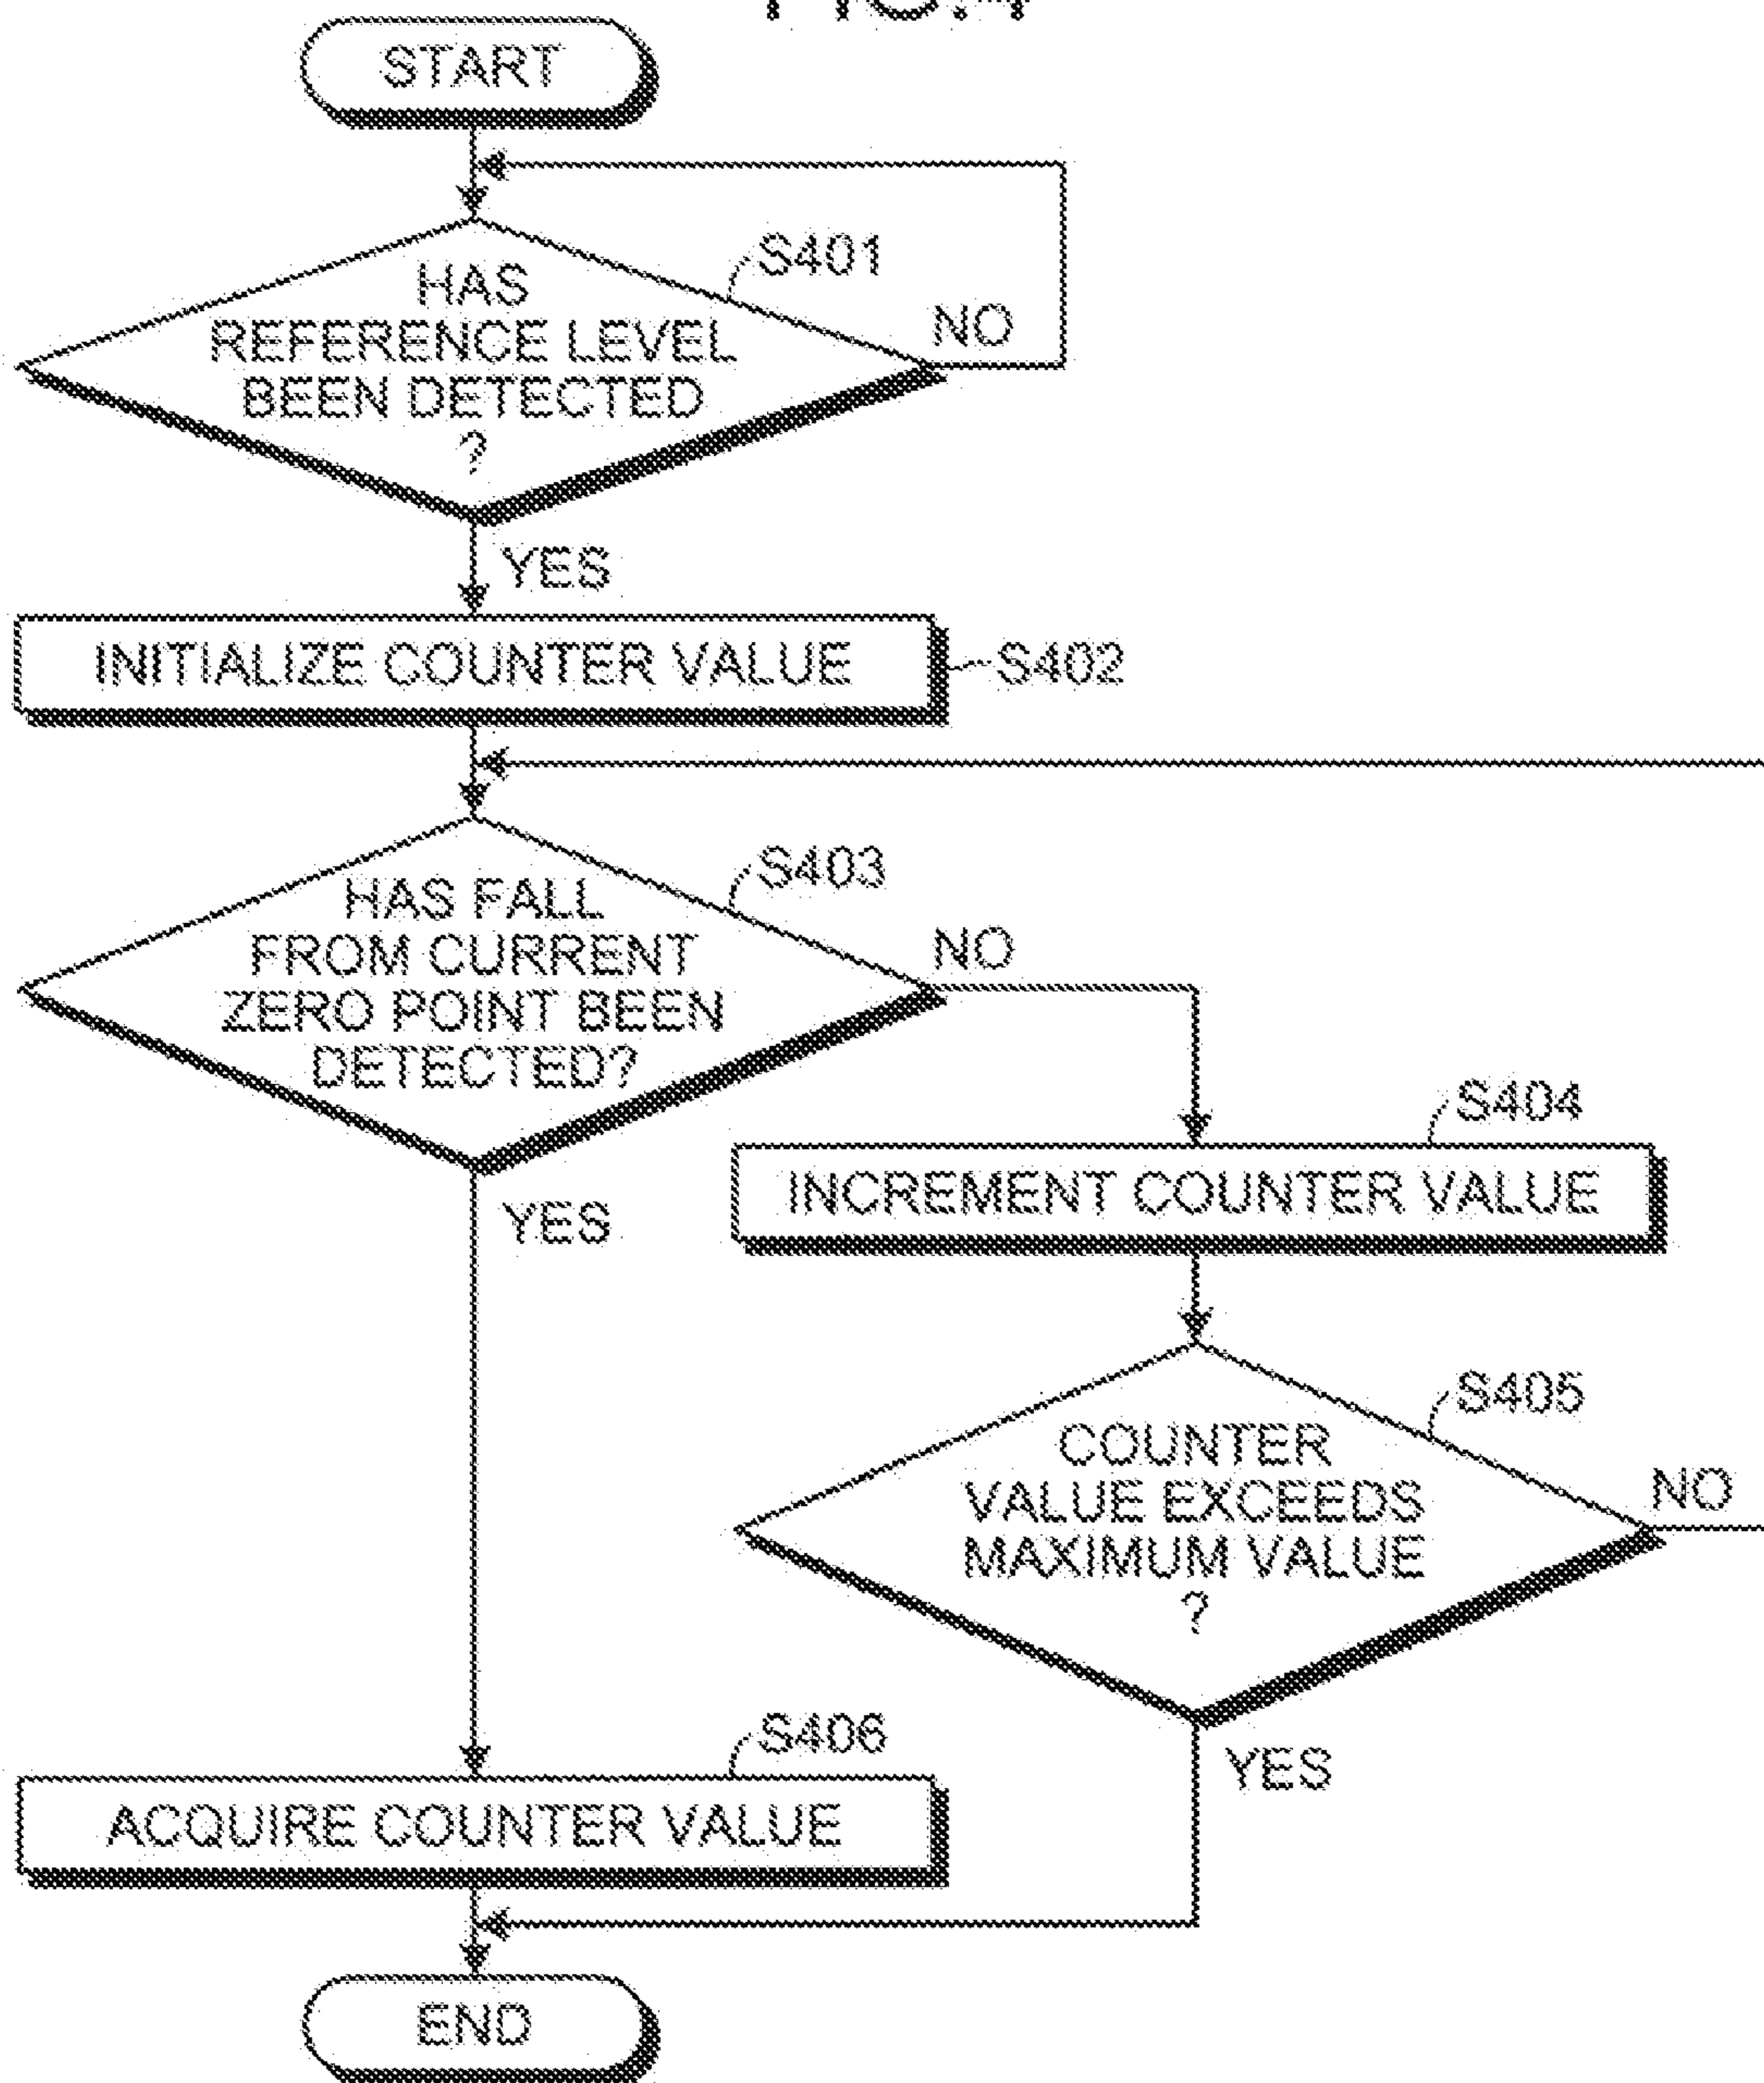 START
S401
HAS
REFERENCE LEVEL
BEEN DETECTED
?
NO
YES
INITIALIZE COUNTER VALUE
S402
S403
HAS FALL
FROM CURRENT
ZERO POINT BEEN
DETECTED?
NO
YES
S404
INCREMENT COUNTER VALUE
S405
COUNTER
VALUE EXCEEDS
MAXIMUM VALUE
?
NO
YES
S406
ACQUIRE COUNTER VALUE
END